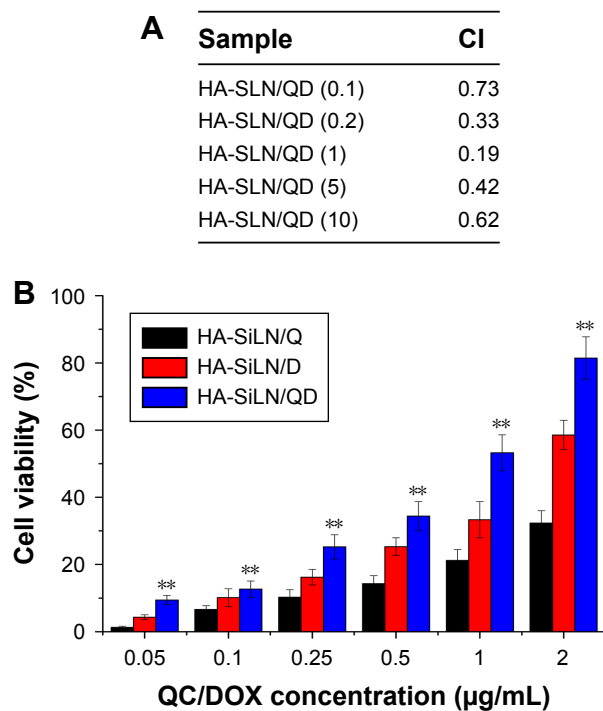 A
Sample CI
HA-SLN/QD (0.1) 0.73
HA-SLN/QD (0.2) 0.33
HA-SLN/QD (1) 0.19
HA-SLN/QD (5) 0.42
HA-SLN/QD (10) 0.62
B
HA-SiLN/Q
HA-SiLN/D
HA-SiLN/QD
Cell viability (%)
100
80
60
40
20
0
**
**
**
**
**
**
0.05 0.1 0.25 0.5 1 2
QC/DOX concentration (µg/mL)